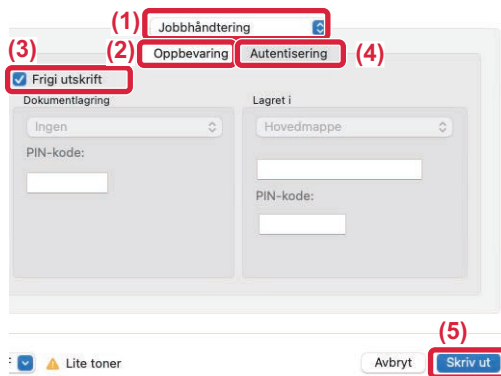 (1) Jobbhåndtering
(2) Oppbevaring Autentisering (4)
(3) Frigi utskrift
Dokumentlagring Lagret i
Ingen Hovedmappe
PIN-kode:
PIN-kode:
(5)
Lite toner Avbryt Skriv ut